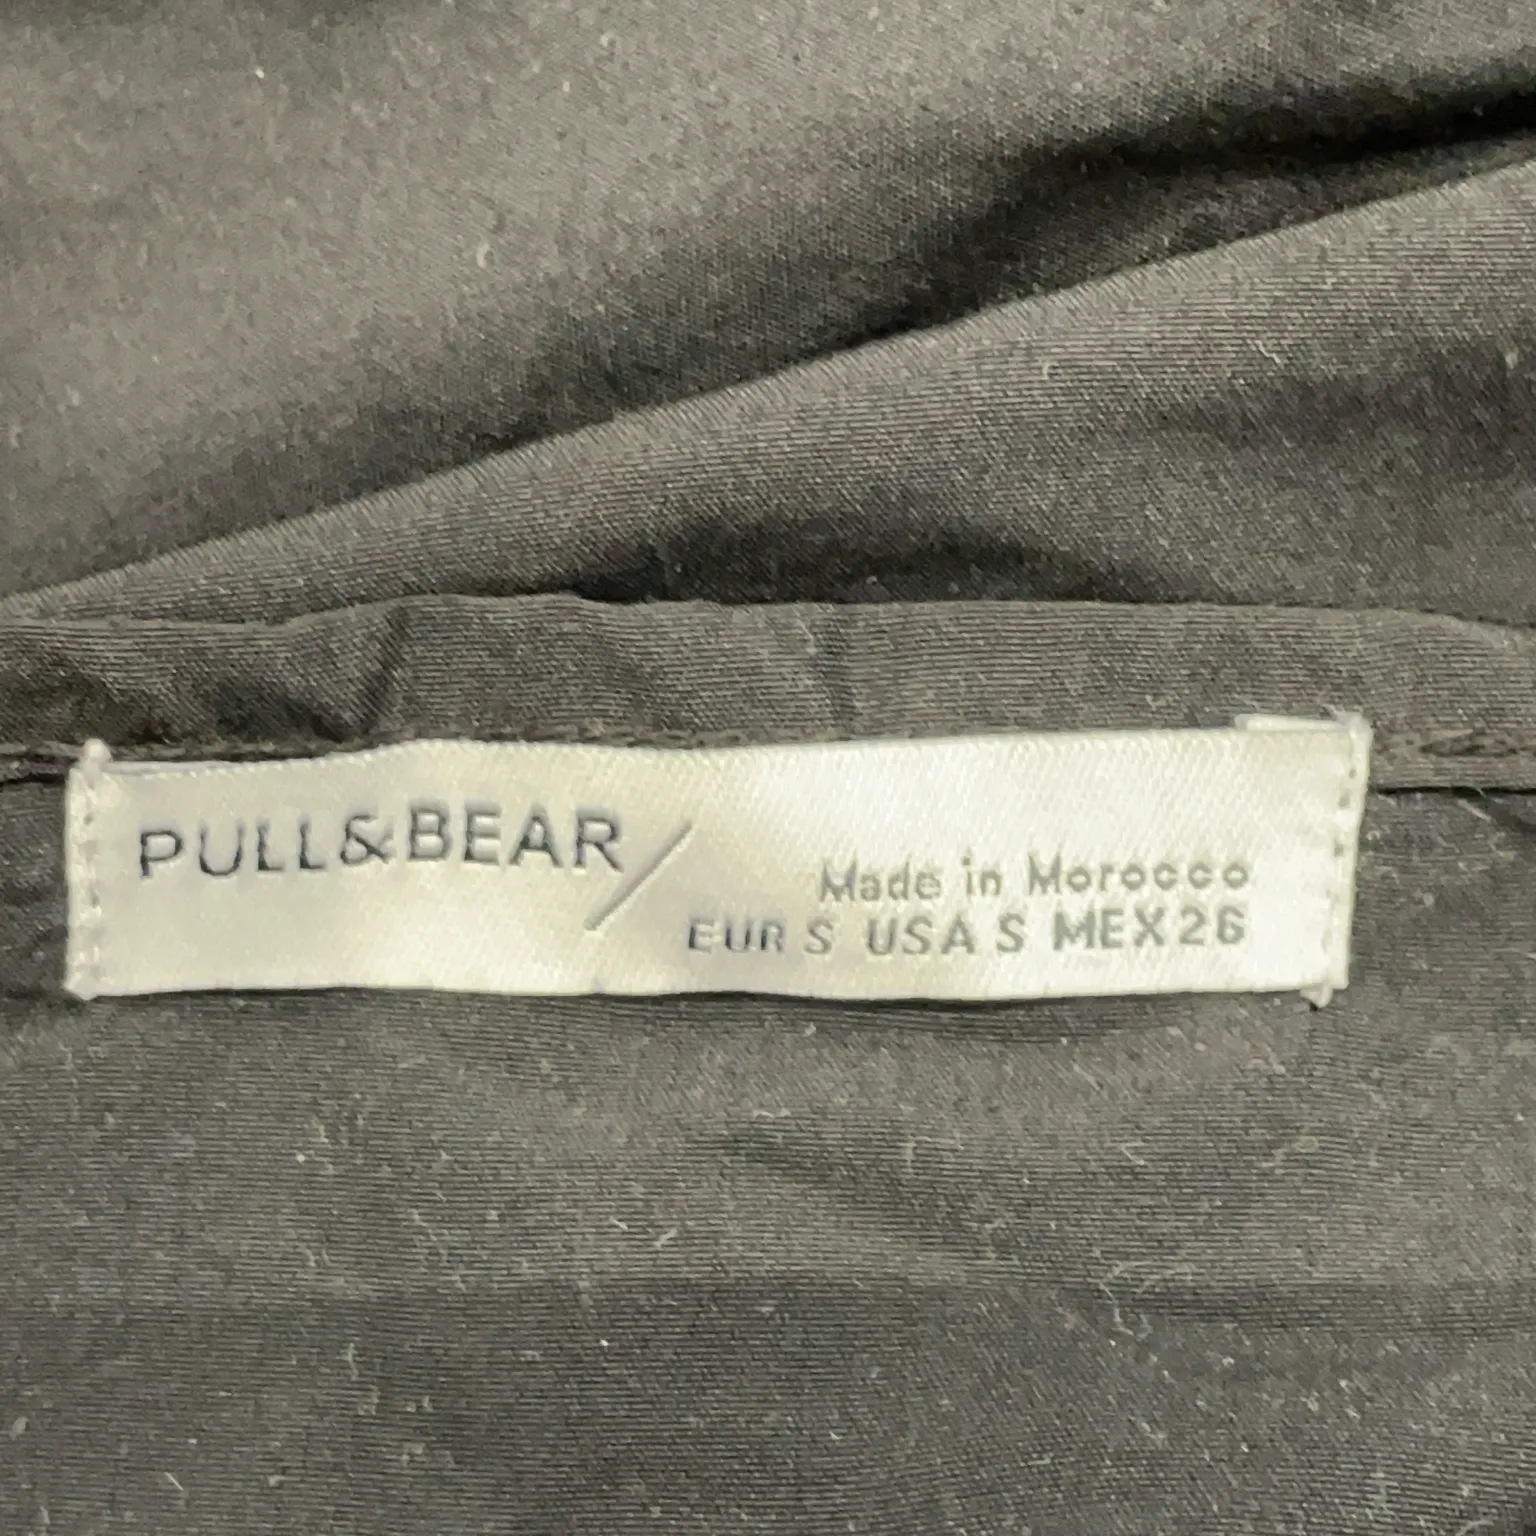 PULL&BEAR
Made in Morocco
EUR S USA S MEX 26